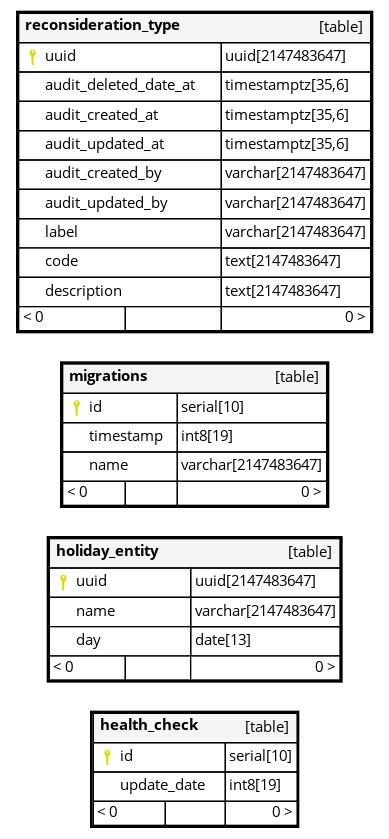 reconsideration_type [table]
uuid uuid[2147483647]
audit_deleted_date_at timestamptz[35,6]
audit_created_at timestamptz[35,6]
audit_updated_at timestamptz[35,6]
audit_created_by varchar[2147483647]
audit_updated_by varchar[2147483647]
label varchar[2147483647]
code text[2147483647]
description text[2147483647]
< 0 0 >
migrations [table]
id serial[10]
timestamp int8[19]
name varchar[2147483647]
< 0 0 >
holiday_entity [table]
uuid uuid[2147483647]
name varchar[2147483647]
day date[13]
< 0 0 >
health_check [table]
id serial[10]
update_date int8[19]
< 0 0 >